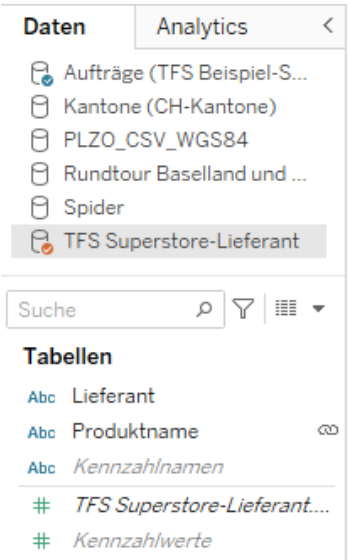 Daten Analytics
Aufträge (TFS Beispiel-S...
Kantone (CH-Kantone)
PLZO_CSV_WGS84
Rundtour Baselland und ...
Spider
TFS Superstore-Lieferant
Suche
Tabellen
Abc Lieferant
Abc Produktname
Abc Kennzahlnamen
# TFS Superstore-Lieferant....
# Kennzahlwerte